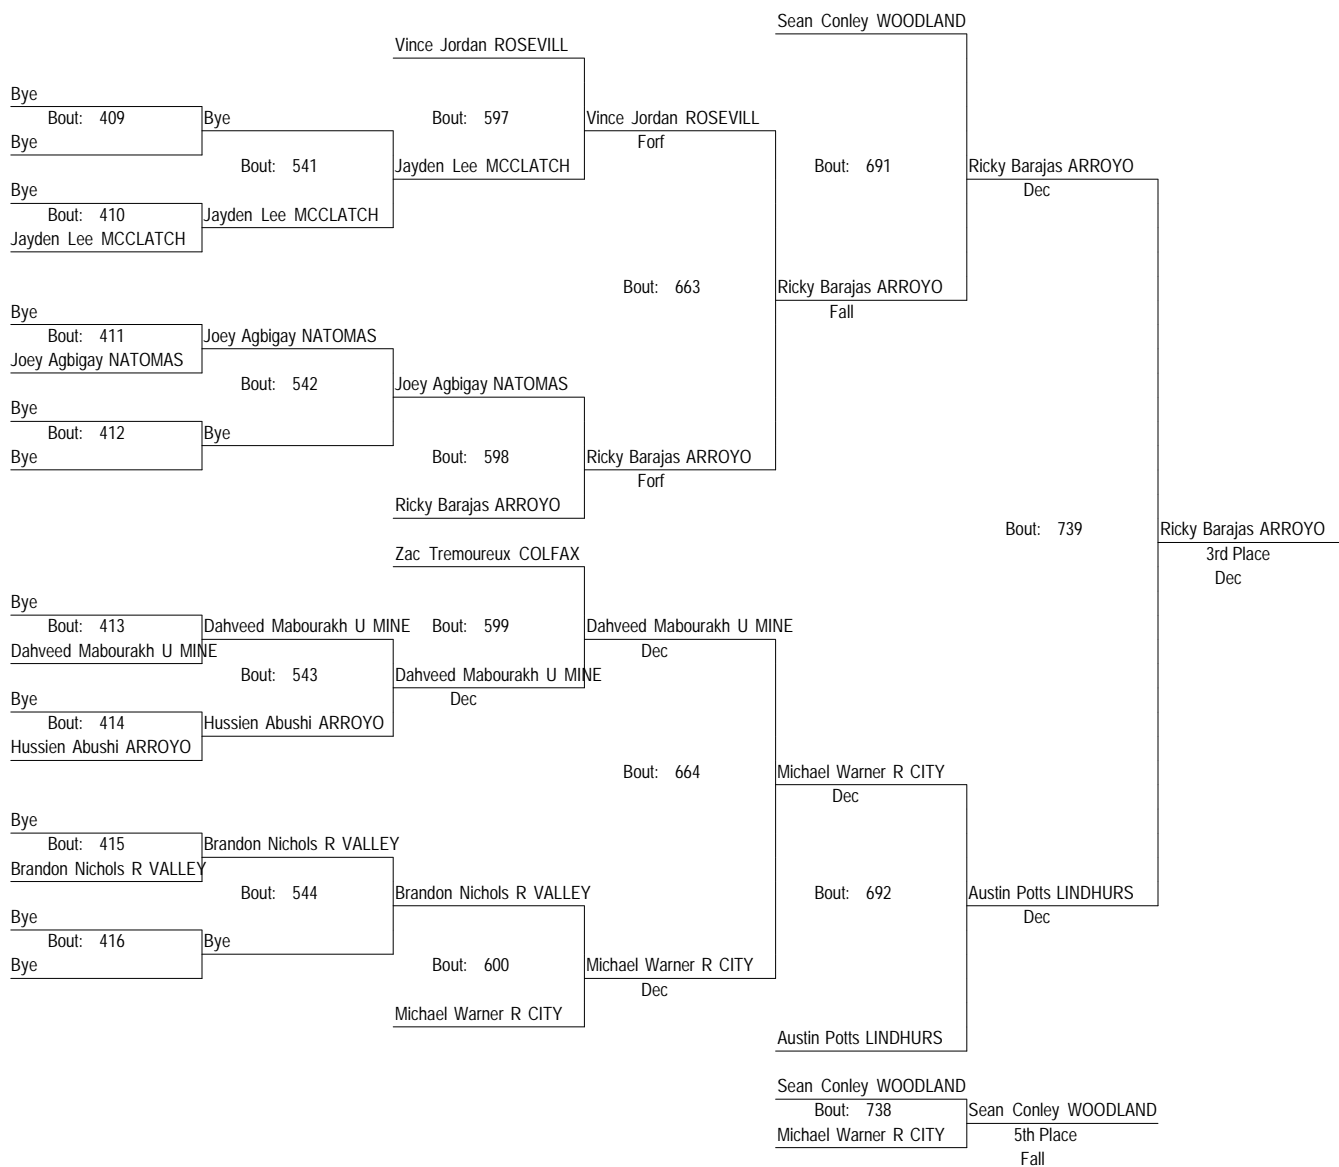 Sean Conley WOODLAND
Vince Jordan ROSEVILL
Bye
Bout: 409
Bye
Bye
Bout: 597
Vince Jordan ROSEVILL
Forf
Bout: 541
Jayden Lee MCCLATCH
Bout: 691
Ricky Barajas ARROYO
Dec
Bye
Bout: 410
Jayden Lee MCCLATCH
Jayden Lee MCCLATCH
Bout: 663
Ricky Barajas ARROYO
Fall
Bye
Bout: 411
Joey Agbigay NATOMAS
Joey Agbigay NATOMAS
Bout: 542
Joey Agbigay NATOMAS
Bye
Bout: 412
Bye
Bye
Bout: 598
Ricky Barajas ARROYO
Forf
Ricky Barajas ARROYO
Bout: 739
Ricky Barajas ARROYO
3rd Place
Dec
Zac Tremoureux COLFAX
Bye
Bout: 413
Dahveed Mabourakh U MINE
Dahveed Mabourakh U MINE
Bout: 599
Dahveed Mabourakh U MINE
Dec
Bout: 543
Dahveed Mabourakh U MINE
Dec
Bye
Bout: 414
Hussien Abushi ARROYO
Hussien Abushi ARROYO
Bout: 664
Michael Warner R CITY
Dec
Bye
Bout: 415
Brandon Nichols R VALLEY
Brandon Nichols R VALLEY
Bout: 544
Brandon Nichols R VALLEY
Bout: 692
Austin Potts LINDHURS
Dec
Bye
Bout: 416
Bye
Bye
Bout: 600
Michael Warner R CITY
Dec
Michael Warner R CITY
Austin Potts LINDHURS
Sean Conley WOODLAND
Bout: 738
Michael Warner R CITY
Sean Conley WOODLAND
5th Place
Fall